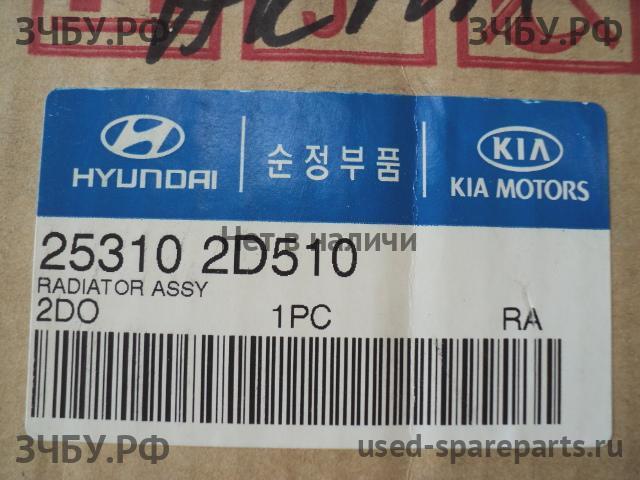 ЗЧБУ.РФ
ЗЧБУ.РФ
HYUNDAI
순정부품
KIA
KIA MOTORS
Нет в наличи
25310 2D510
RADIATOR ASSY
2DO 1PC RA
ЗЧБУ.РФ
used-spareparts.ru